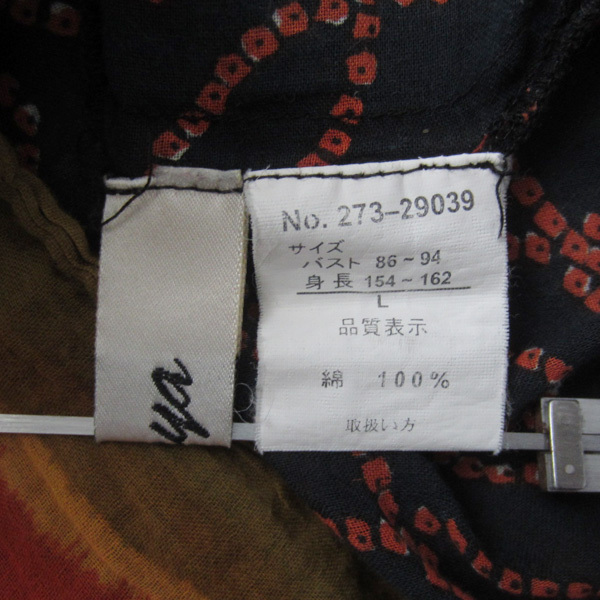 No. 273-29039
サイズ
バスト 86~94
身長 154~162
L
品質表示
綿 100%
取扱い方
ya